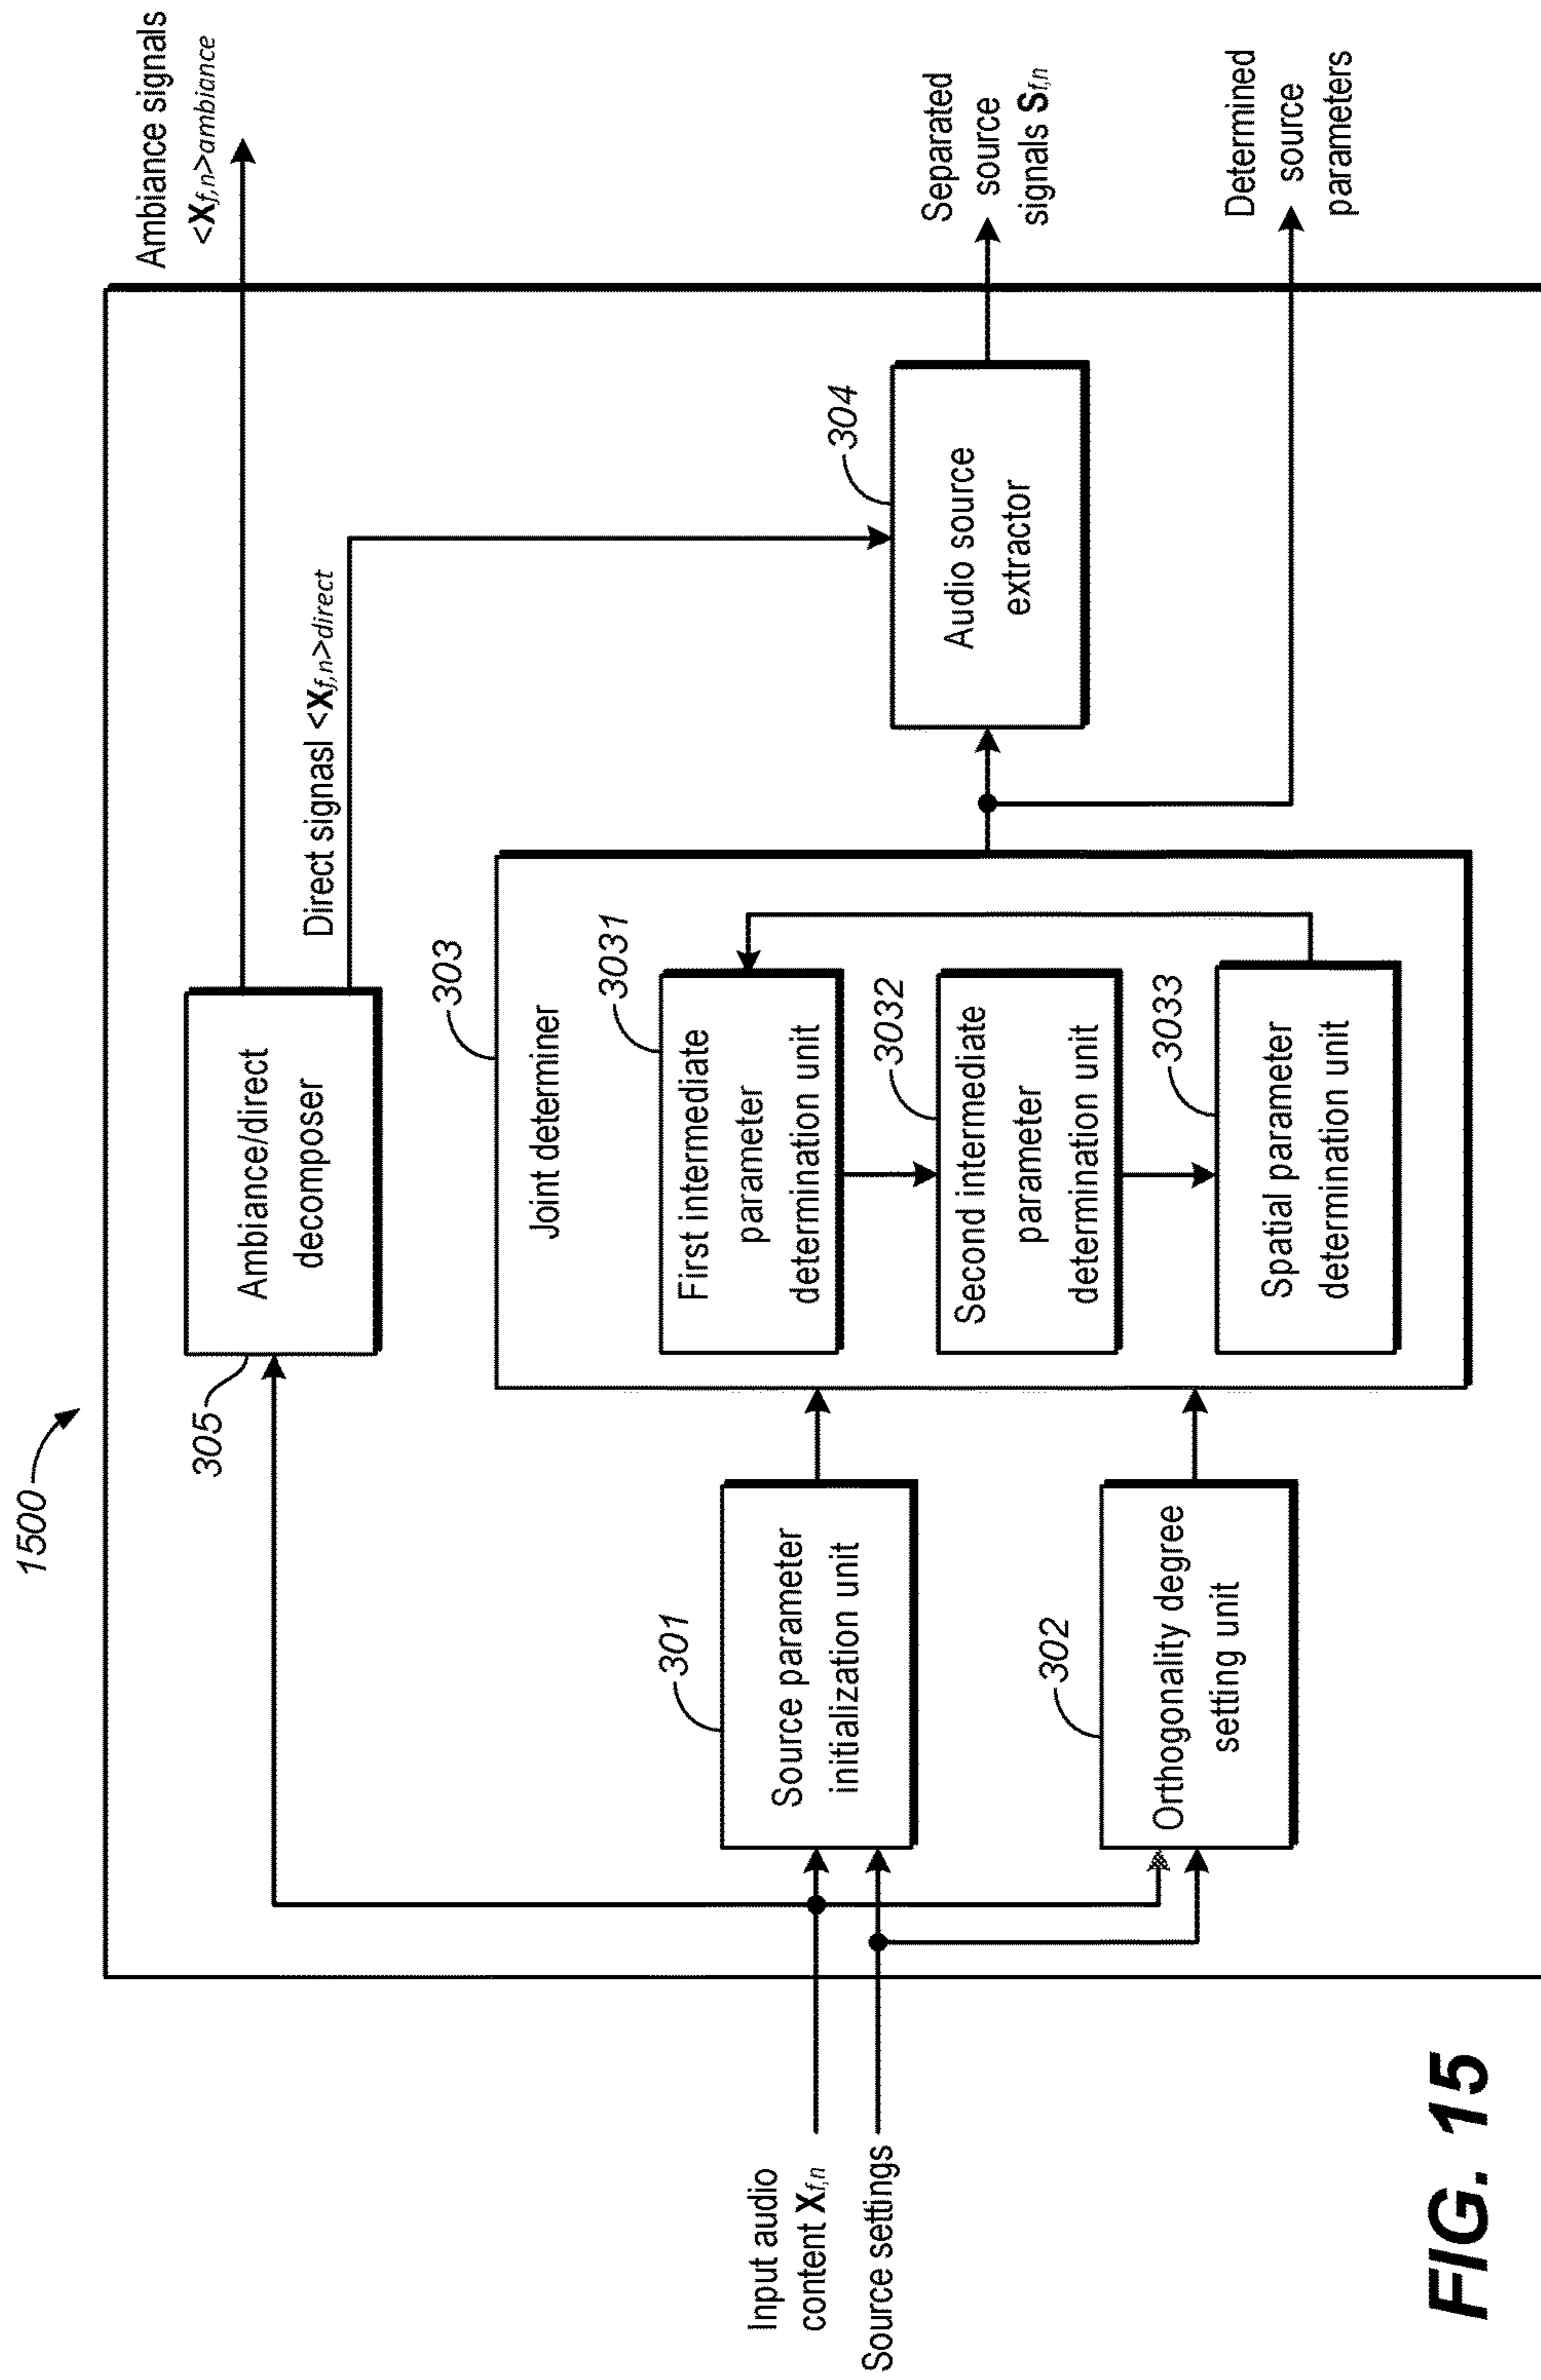 1500
Ambiance signals
<Xf,n>ambiance
305
Ambiance/direct
decomposer
Direct signasl <Xf,n>direct
303
Joint determiner
304
Audio source
extractor
Separated
source
signals Sf,n
Input audio
content Xf,n
Source settings
301
Source parameter
initialization unit
3031
First intermediate
parameter
determination unit
3032
Second intermediate
parameter
determination unit
302
Orthogonality degree
setting unit
3033
Spatial parameter
determination unit
Determined
source
parameters
FIG. 15